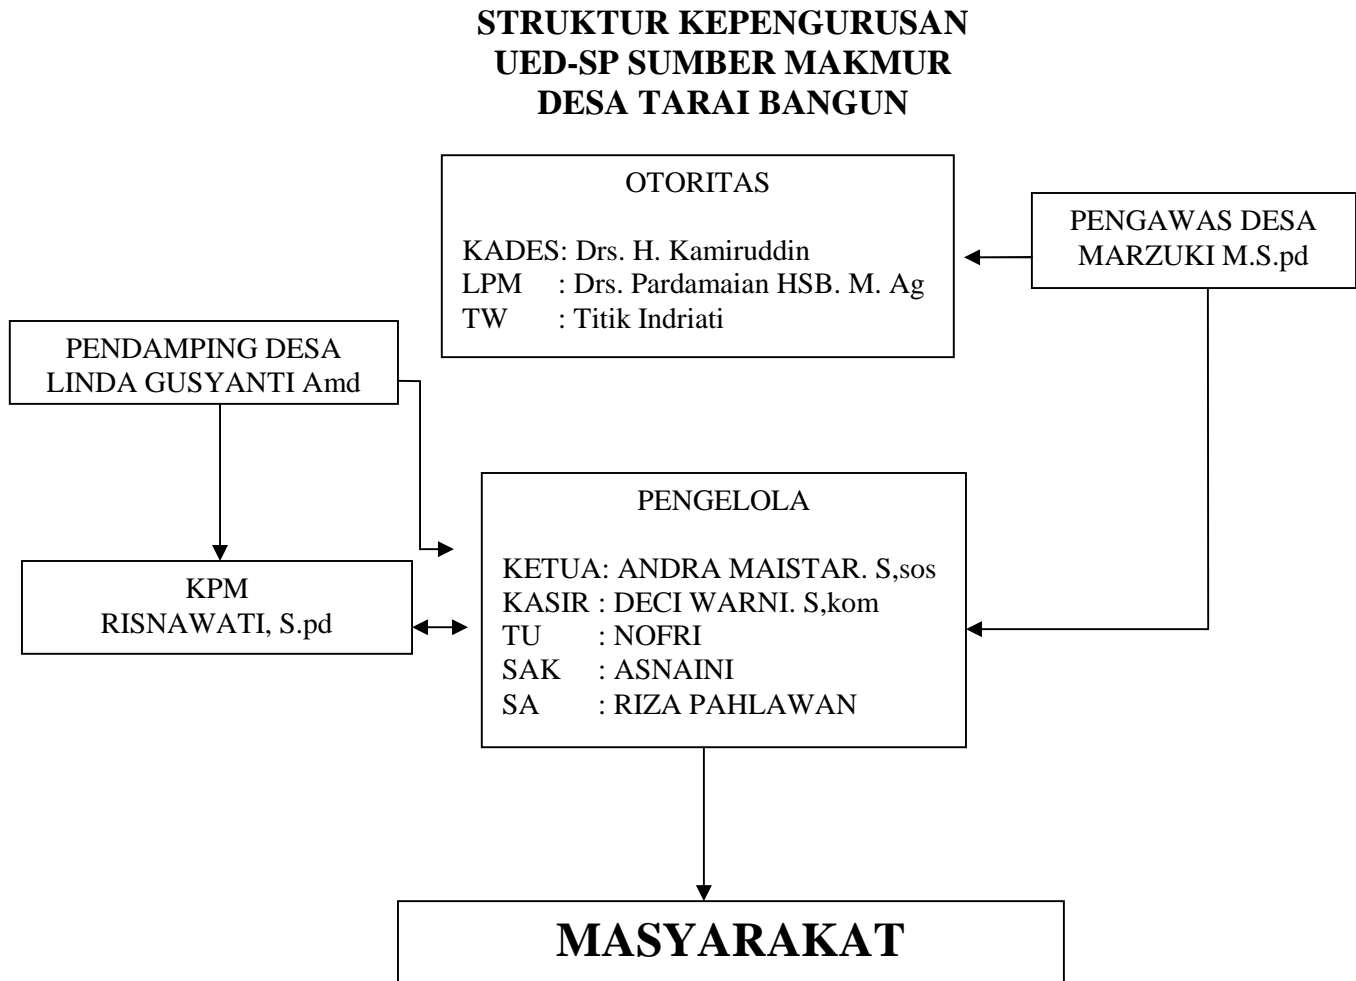 STRUKTUR KEPENGURUSAN
UED-SP SUMBER MAKMUR
DESA TARAI BANGUN
OTORITAS
KADES: Drs. H. Kamiruddin
LPM : Drs. Pardamaian HSB. M. Ag
TW : Titik Indriati
PENGAWAS DESA
MARZUKI M.S.pd
PENDAMPING DESA
LINDA GUSYANTI Amd
PENGELOLA
KETUA: ANDRA MAISTAR. S,sos
KASIR : DECI WARNI. S,kom
TU : NOFRI
SAK : ASNAINI
SA : RIZA PAHLAWAN
KPM
RISNAWATI, S.pd
MASYARAKAT